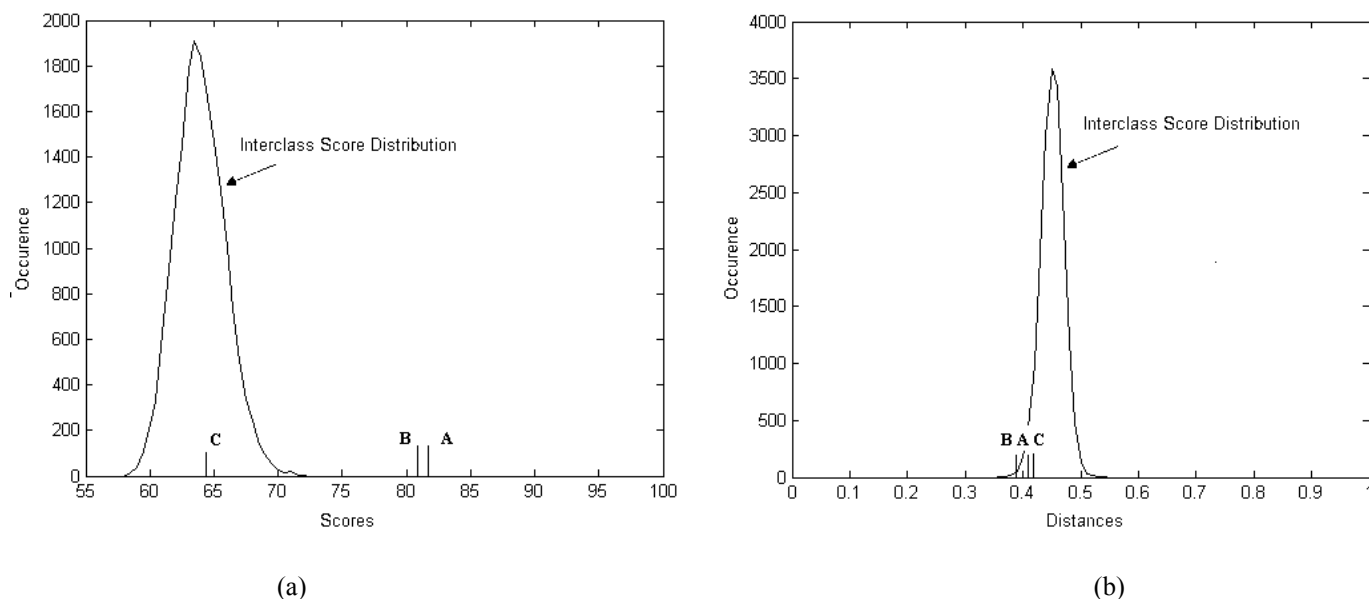 2000
1800
1600
1400
1200
1000
800
600
400
200
0
Occurence
Interclass Score Distribution
C
B
A
55 60 65 70 75 80 85 90 95 100
Scores
(a)
4000
3500
3000
2500
2000
1500
1000
500
0
Occurence
Interclass Score Distribution
B A C
0 0.1 0.2 0.3 0.4 0.5 0.6 0.7 0.8 0.9 1
Distances
(b)